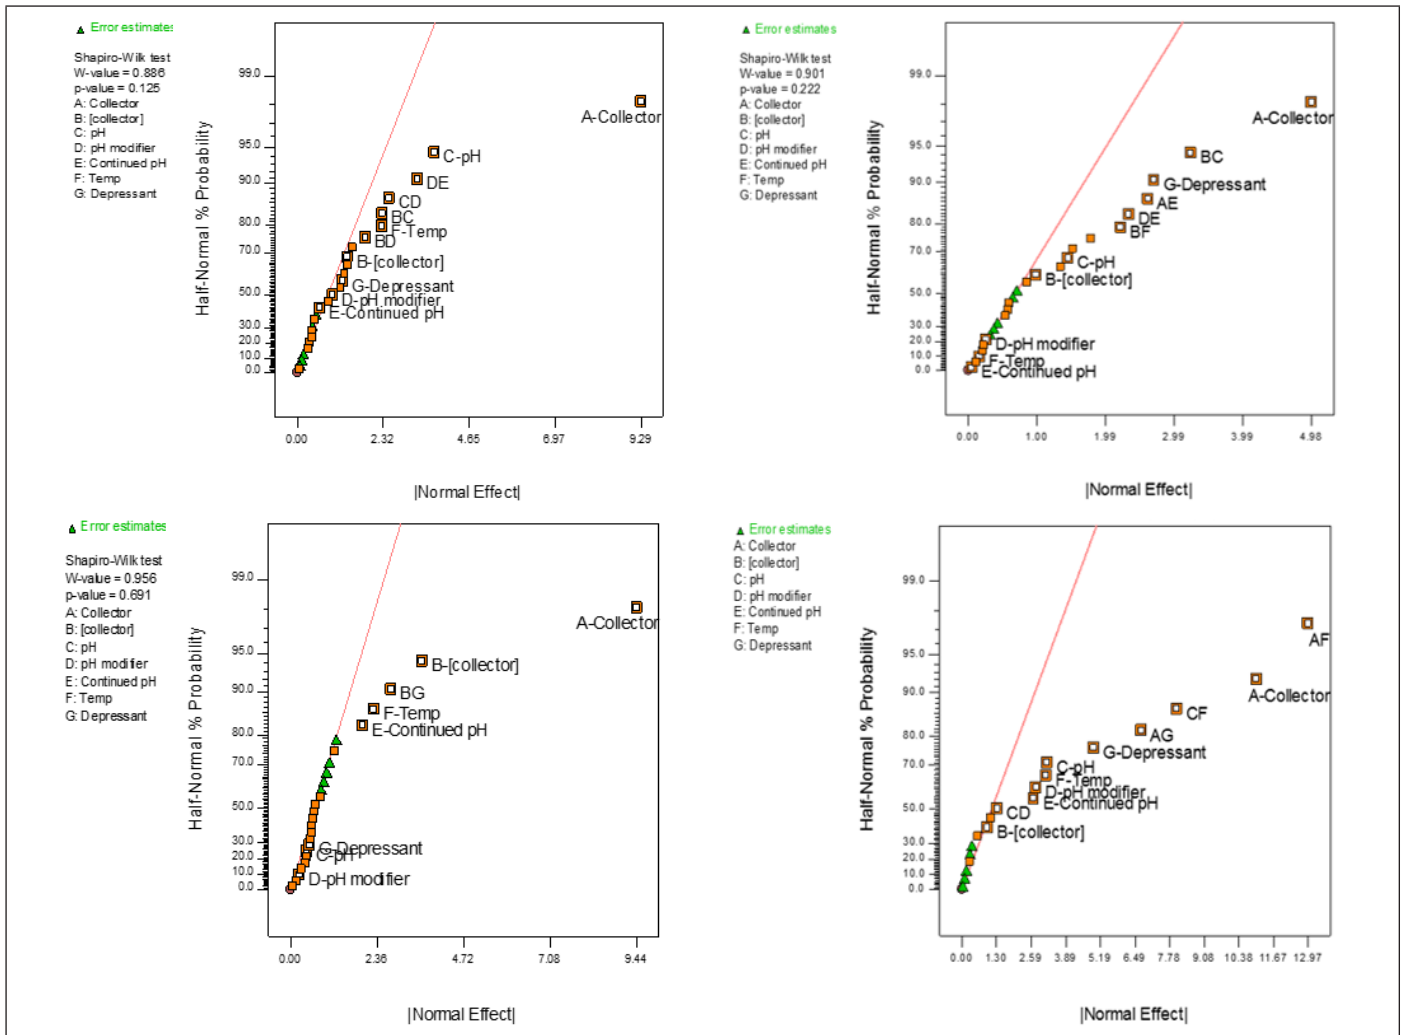 Error estimates
Shapiro-Wilk test
W-value = 0.886
p-value = 0.125
A: Collector
B: [collector]
C: pH
D: pH modifier
E: Continued pH
F: Temp
G: Depressant
Half-Normal % Probability
99.0
95.0
90.0
80.0
70.0
50.0
30.0
20.0
10.0
0.0
A-Collector
C-pH
DE
CD
BC
F-Temp
BD
B-[collector]
G-Depressant
D-pH modifier
E-Continued pH
0.00 2.32 4.65 6.97 9.29
|Normal Effect|
Error estimates
Shapiro-Wilk test
W-value = 0.901
p-value = 0.222
A: Collector
B: [collector]
C: pH
D: pH modifier
E: Continued pH
F: Temp
G: Depressant
Half-Normal % Probability
99.0
95.0
90.0
80.0
70.0
50.0
30.0
20.0
10.0
0.0
A-Collector
BC
G-Depressant
AE
DE
BF
C-pH
B-[collector]
D-pH modifier
F-Temp
E-Continued pH
0.00 1.00 1.99 2.99 3.99 4.98
|Normal Effect|
Error estimates
Shapiro-Wilk test
W-value = 0.956
p-value = 0.691
A: Collector
B: [collector]
C: pH
D: pH modifier
E: Continued pH
F: Temp
G: Depressant
Half-Normal % Probability
99.0
95.0
90.0
80.0
70.0
50.0
30.0
20.0
10.0
0.0
A-Collector
B-[collector]
BG
F-Temp
E-Continued pH
G-Depressant
C-pH
D-pH modifier
0.00 2.36 4.72 7.08 9.44
|Normal Effect|
Error estimates
A: Collector
B: [collector]
C: pH
D: pH modifier
E: Continued pH
F: Temp
G: Depressant
Half-Normal % Probability
99.0
95.0
90.0
80.0
70.0
50.0
30.0
20.0
10.0
0.0
AF
A-Collector
CF
AG
G-Depressant
C-pH
F-Temp
D-pH modifier
E-Continued pH
CD
B-[collector]
0.00 1.30 2.59 3.89 5.19 6.49 7.78 9.08 10.38 11.67 12.97
|Normal Effect|